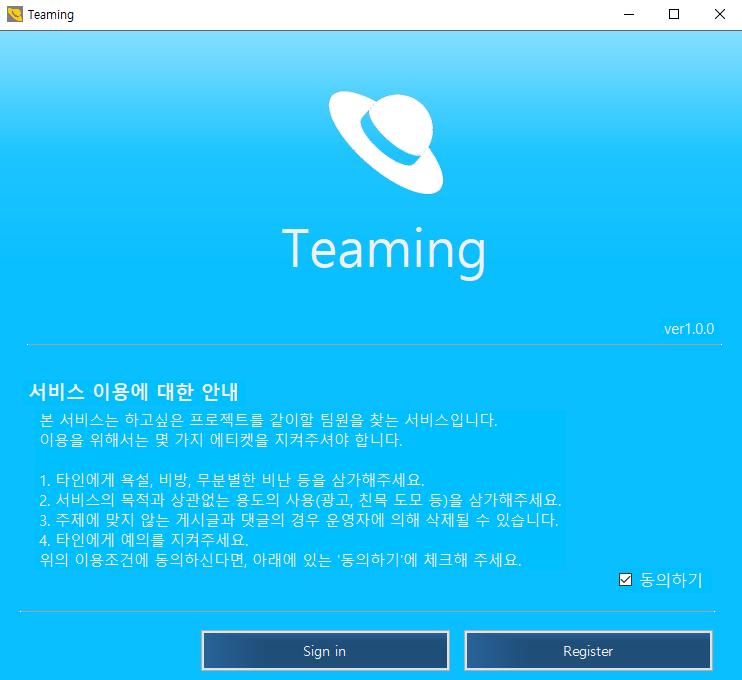 Teaming
Teaming
ver1.0.0
서비스 이용에 대한 안내
본 서비스는 하고싶은 프로젝트를 같이할 팀원을 찾는 서비스입니다.
이용을 위해서는 몇 가지 에티켓을 지켜주셔야 합니다.
1. 타인에게 욕설, 비방, 무분별한 비난 등을 삼가해주세요.
2. 서비스의 목적과 상관없는 용도의 사용(광고, 친목 도모 등)을 삼가해주세요.
3. 주제에 맞지 않는 게시글과 댓글의 경우 운영자에 의해 삭제될 수 있습니다.
4. 타인에게 예의를 지켜주세요.
위의 이용조건에 동의하신다면, 아래에 있는 '동의하기'에 체크해 주세요.
동의하기
Sign in
Register